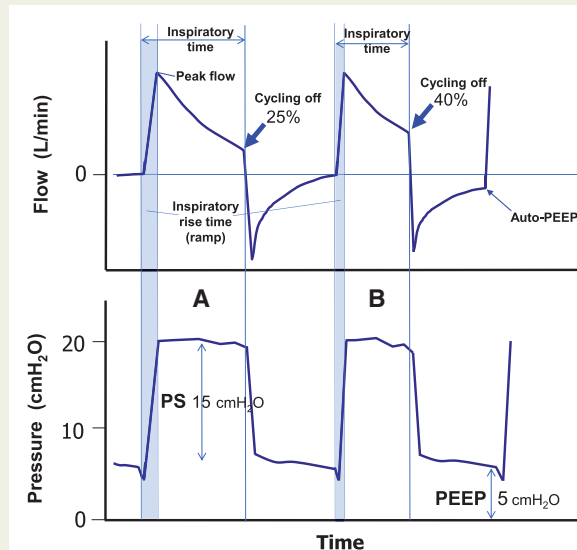 Inspiratory
time
Inspiratory
time
Peak flow
Cycling off
25%
Cycling off
40%
Flow (L/min)
0
Inspiratory
rise time
(ramp)
Auto-PEEP
A
B
Pressure (cmH₂O)
20
10
0
PS 15 cmH₂O
PEEP 5 cmH₂O
Time